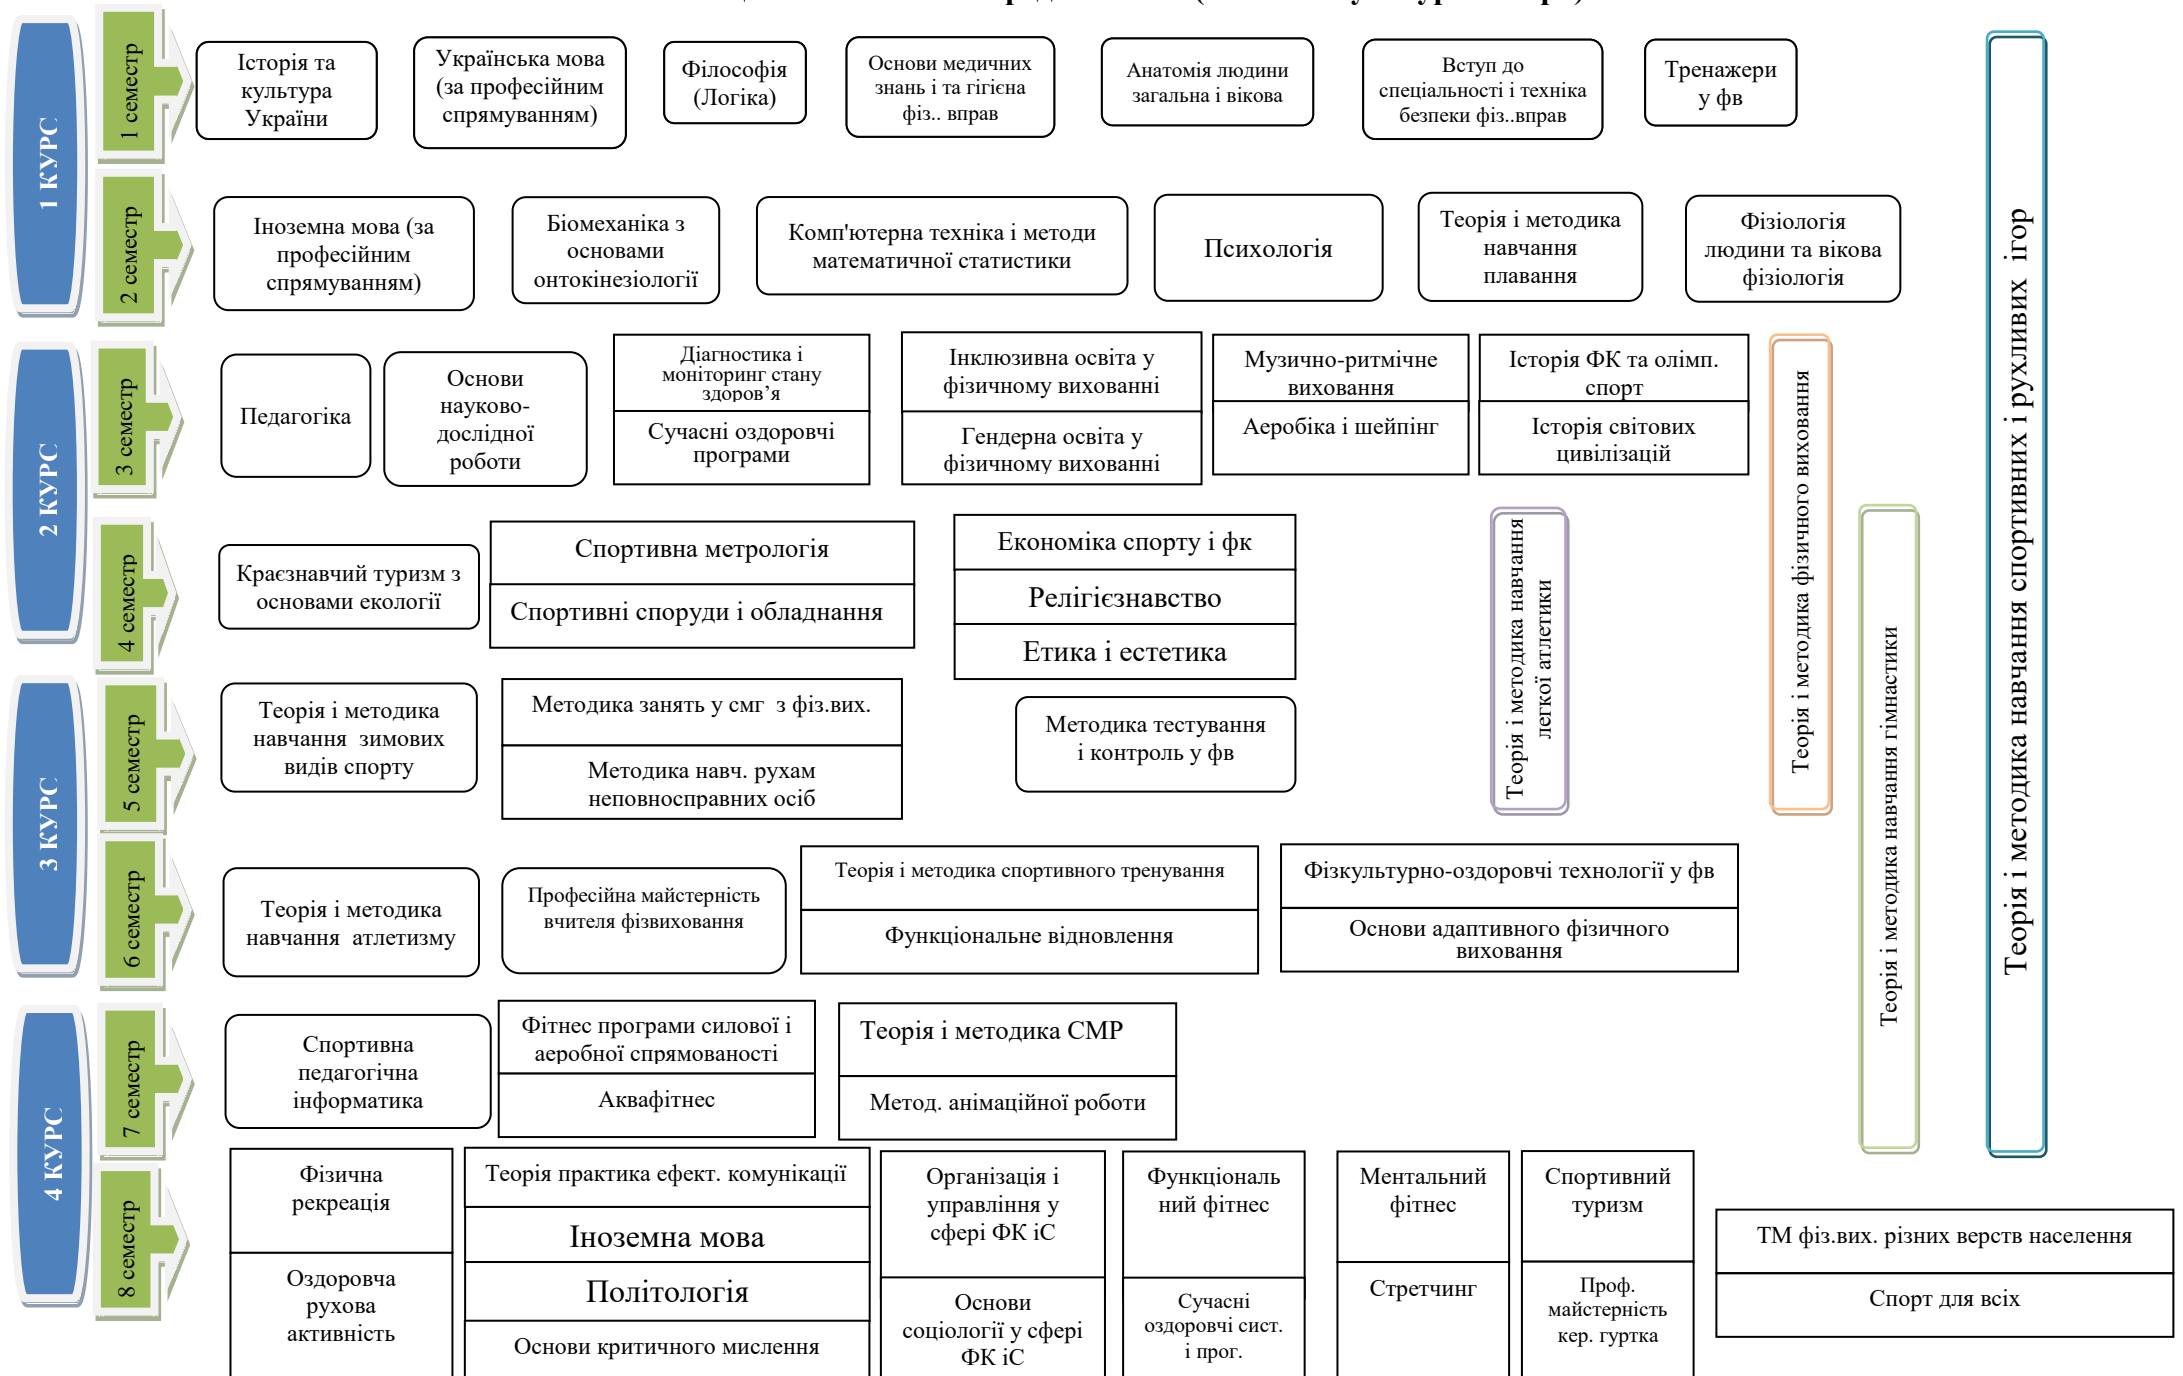 1 КУРС
1 семестр
Історія та
культура
України
Українська мова
(за професійним
спрямуванням)
Філософія
(Логіка)
Основи медичних
знань і та гігієна
фіз.. вправ
Анатомія людини
загальна і вікова
Вступ до
спеціальності і техніка
безпеки фіз..вправ
Тренажери
у фв
2 семестр
Іноземна мова (за
професійним
спрямуванням)
Біомеханіка з
основами
онтокінезіології
Комп'ютерна техніка і методи
математичної статистики
Психологія
Теорія і методика
навчання
плавання
Фізіологія
людини та вікова
фізіологія
2 КУРС
3 семестр
Педагогіка
Основи
науково-
дослідної
роботи
Діагностика і
моніторинг стану
здоров’я
Сучасні оздоровчі
програми
Інклюзивна освіта у
фізичному вихованні
Гендерна освіта у
фізичному вихованні
Музично-ритмічне
виховання
Аеробіка і шейпінг
Історія ФК та олімп.
спорт
Історія світових
цивілізацій
4 семестр
Краєзнавчий туризм з
основами екології
Спортивна метрологія
Спортивні споруди і обладнання
Економіка спорту і фк
Релігієзнавство
Етика і естетика
3 КУРС
5 семестр
Теорія і методика
навчання зимових
видів спорту
Методика занять у смг з фіз.вих.
Методика навч. рухам
неповносправних осіб
Методика тестування
і контроль у фв
6 семестр
Теорія і методика
навчання атлетизму
Професійна майстерність
вчителя фізвиховання
Теорія і методика спортивного тренування
Функціональне відновлення
Фізкультурно-оздоровчі технології у фв
Основи адаптивного фізичного
виховання
4 КУРС
7 семестр
Спортивна
педагогічна
інформатика
Фітнес програми силової і
аеробної спрямованості
Аквафітнес
Теорія і методика СМР
Метод. анімаційної роботи
8 семестр
Фізична
рекреація
Оздоровча
рухова
активність
Теорія практика ефект. комунікації
Іноземна мова
Політологія
Основи критичного мислення
Організація і
управління у
сфері ФК іС
Основи
соціології у сфері
ФК іС
Функціональ
ний фітнес
Сучасні
оздоровчі сист.
і прог.
Ментальний
фітнес
Стретчинг
Спортивний
туризм
Проф.
майстерність
кер. гуртка
ТМ фіз.вих. різних верств населення
Спорт для всіх
Теорія і методика навчання
легкої атлетики
Теорія і методика фізичного виховання
Теорія і методика навчання гімнастики
Теорія і методика навчання спортивних і рухливих ігор